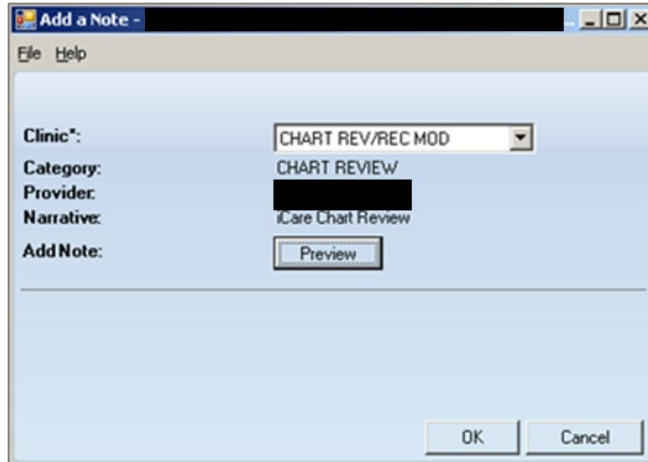 Add a Note - ...
File Help
Clinic*: CHART REV/REC MOD
Category: CHART REVIEW
Provider:
Narrative: iCare Chart Review
Add Note: Preview
OK Cancel